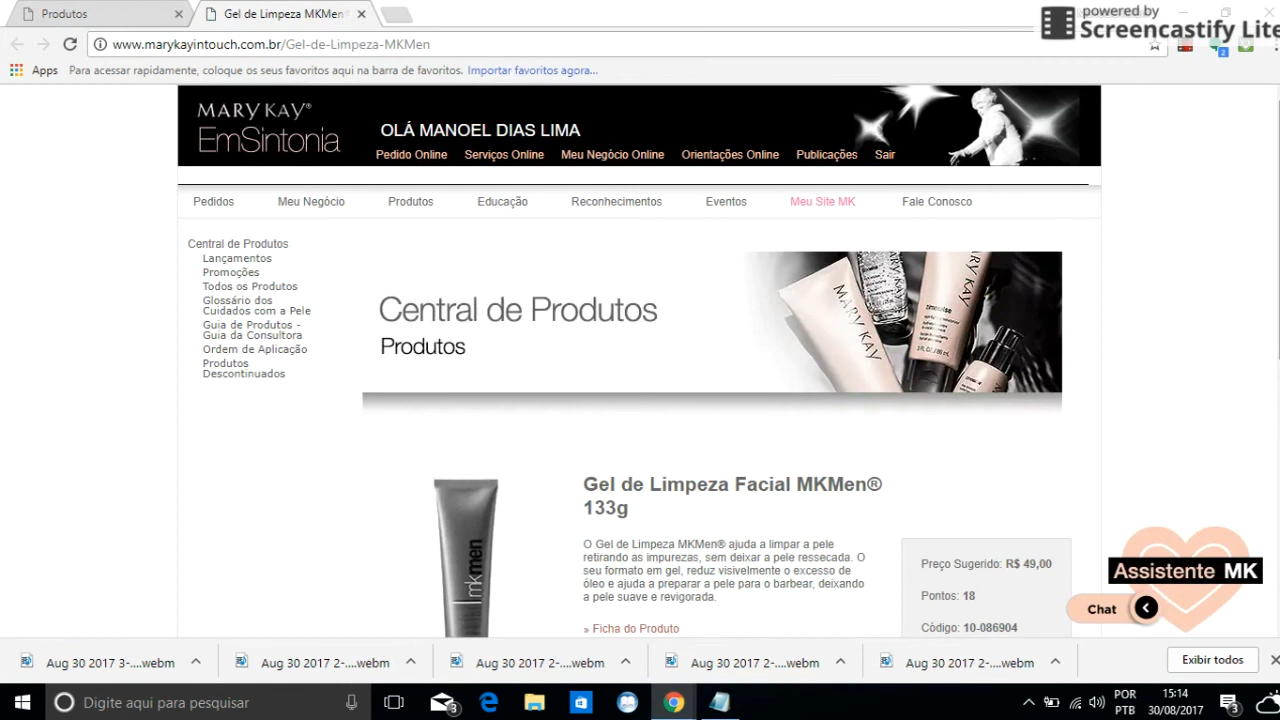 Produtos
Gel de Limpeza MKMen
powered by
Screencastify Lite
www.marykayintouch.com.br/Gel-de-Limpeza-MKMen
2
Apps
Para acessar rapidamente, coloque os seus favoritos aqui na barra de favoritos. Importar favoritos agora...
MARY KAY®
EmSintonia
OLÁ MANOEL DIAS LIMA
Pedido Online Serviços Online Meu Negócio Online Orientações Online Publicações Sair
Pedidos Meu Negócio Produtos Educação Reconhecimentos Eventos Meu Site MK Fale Conosco
Central de Produtos
Lançamentos
Promoções
Todos os Produtos
Glossário dos
Cuidados com a Pele
Guia de Produtos -
Guia da Consultora
Ordem de Aplicação
Produtos
Descontinuados
Central de Produtos
Produtos
MARY KAY
MARY KAY
timewise
Gel de Limpeza Facial MKMen®
133g
O Gel de Limpeza MKMen® ajuda a limpar a pele
retirando as impurezas, sem deixar a pele ressecada. O
seu formato em gel, reduz visivelmente o excesso de
óleo e ajuda a preparar a pele para o barbear, deixando
a pele suave e revigorada.
» Ficha do Produto
mkmen
Preço Sugerido: R$ 49,00
Pontos: 18
Código: 10-086904
Assistente MK
Chat
Aug 30 2017 3-....webm
Aug 30 2017 2-....webm
Aug 30 2017 2-....webm
Aug 30 2017 2-....webm
Aug 30 2017 2-....webm
Exibir todos
Digite aqui para pesquisar
3
POR
PTB
15:14
30/08/2017
3